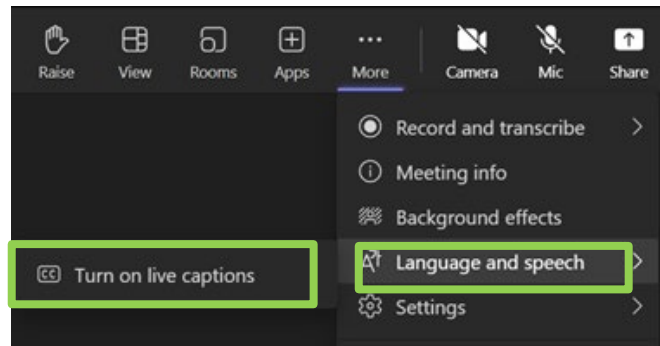 Raise View Rooms Apps More Camera Mic Share
Record and transcribe
Meeting info
Background effects
Language and speech
CC Turn on live captions
Settings